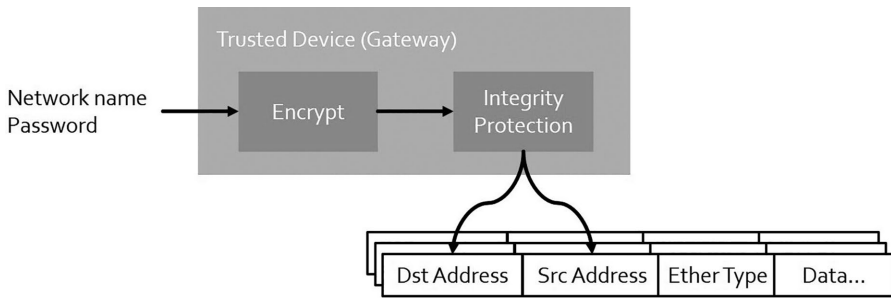 Trusted Device (Gateway)
Network name
Password
Encrypt
Integrity
Protection
Dst Address
Src Address
Ether Type
Data...